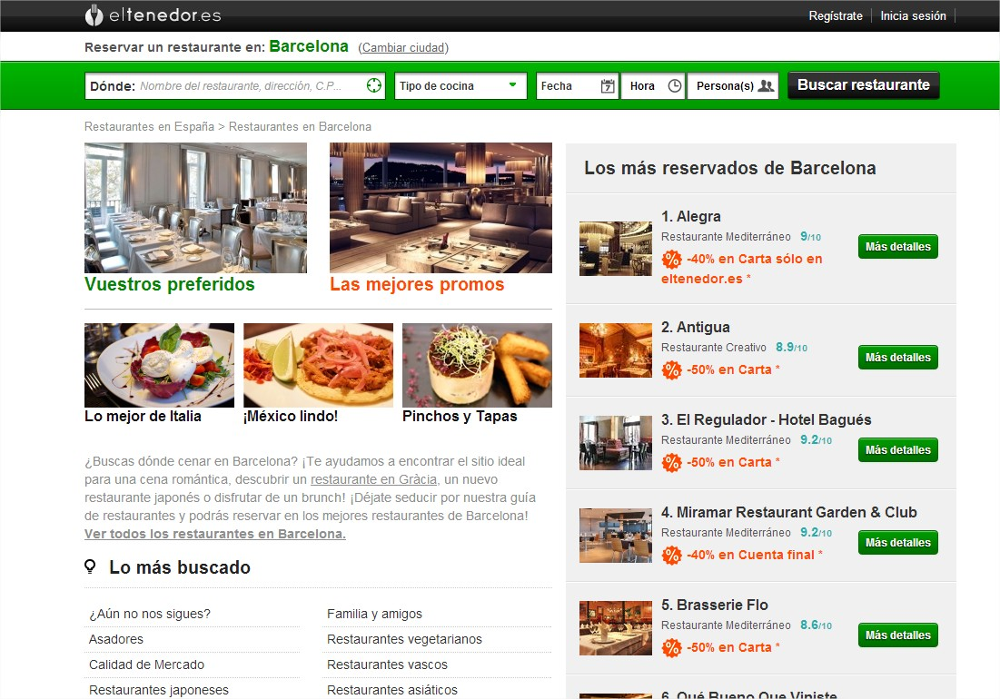 eltenedor.es
Regístrate
Inicia sesión
Reservar un restaurante en: Barcelona (Cambiar ciudad)
Dónde: Nombre del restaurante, dirección, C.P...
Tipo de cocina
Fecha
7
Hora
Persona(s)
Buscar restaurante
Restaurantes en España > Restaurantes en Barcelona
Vuestros preferidos
Las mejores promos
Lo mejor de Italia
¡México lindo!
Pinchos y Tapas
¿Buscas dónde cenar en Barcelona? ¡Te ayudamos a encontrar el sitio ideal
para una cena romántica, descubrir un restaurante en Gràcia, un nuevo
restaurante japonés o disfrutar de un brunch! ¡Déjate seducir por nuestra guía
de restaurantes y podrás reservar en los mejores restaurantes de Barcelona!
Ver todos los restaurantes en Barcelona.
Lo más buscado
¿Aún no nos sigues?
Familia y amigos
Asadores
Restaurantes vegetarianos
Calidad de Mercado
Restaurantes vascos
Restaurantes japoneses
Restaurantes asiáticos
Los más reservados de Barcelona
1. Alegra
Restaurante Mediterráneo 9/10
% -40% en Carta sólo en
eltenedor.es *
Más detalles
2. Antigua
Restaurante Creativo 8.9/10
% -50% en Carta *
Más detalles
3. El Regulador - Hotel Bagués
Restaurante Mediterráneo 9.2/10
% -50% en Carta *
Más detalles
4. Miramar Restaurant Garden & Club
Restaurante Mediterráneo 9.2/10
% -40% en Cuenta final *
Más detalles
5. Brasserie Flo
Restaurante Mediterráneo 8.6/10
% -50% en Carta *
Más detalles
6. Qué Bueno Que Viniste